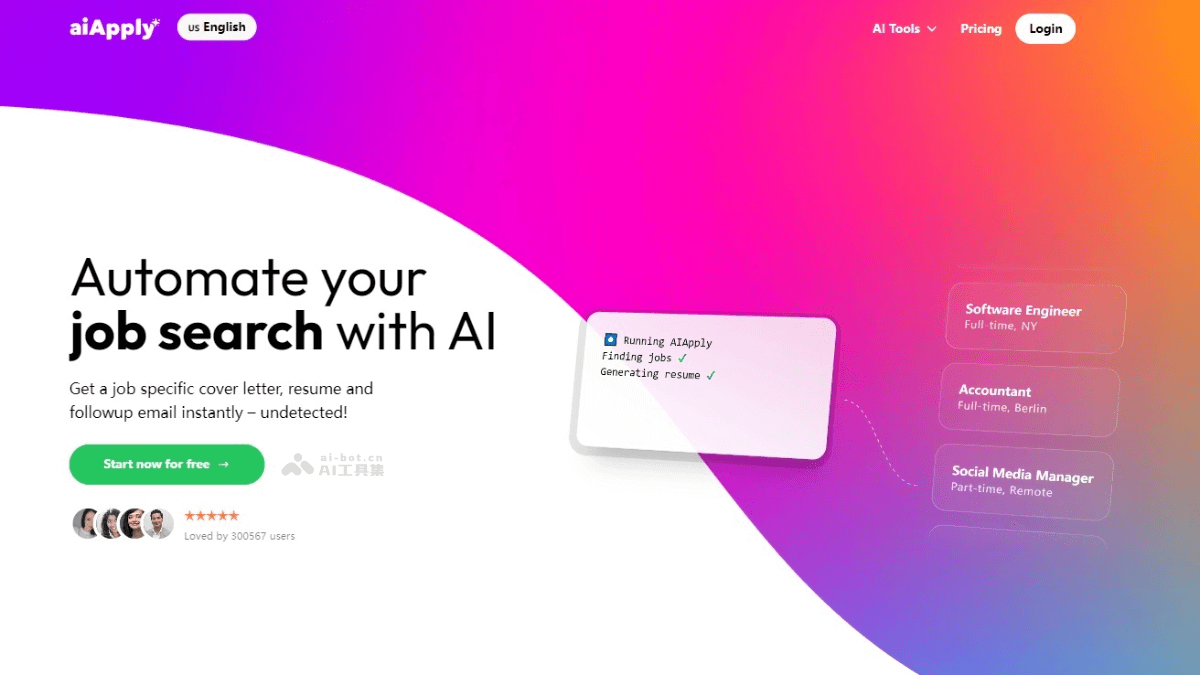 aiApply
US English
AI Tools
Pricing
Login
Automate your
job search with AI
Get a job specific cover letter, resume and
followup email instantly – undetected!
Start now for free →
ai-bot.cn
AI工具集
★★★★★
Loved by 300567 users
Running AIApply
Finding jobs ✓
Generating resume ✓
Software Engineer
Full-time, NY
Accountant
Full-time, Berlin
Social Media Manager
Part-time, Remote